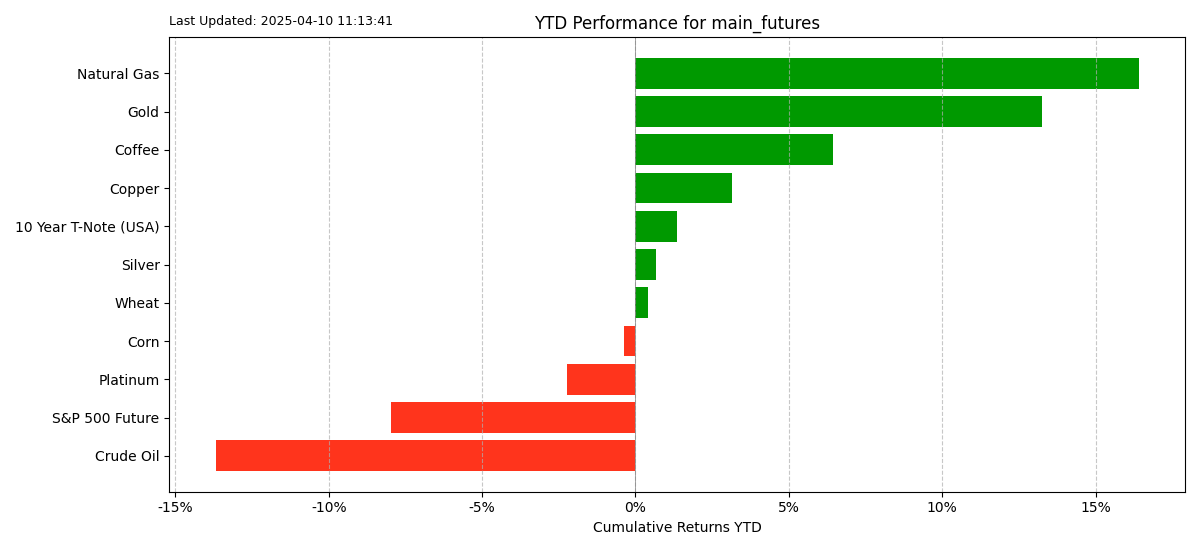 Last Updated: 2025-04-10 11:13:41
YTD Performance for main_futures
Natural Gas
Gold
Coffee
Copper
10 Year T-Note (USA)
Silver
Wheat
Corn
Platinum
S&P 500 Future
Crude Oil
-15% -10% -5% 0% 5% 10% 15%
Cumulative Returns YTD